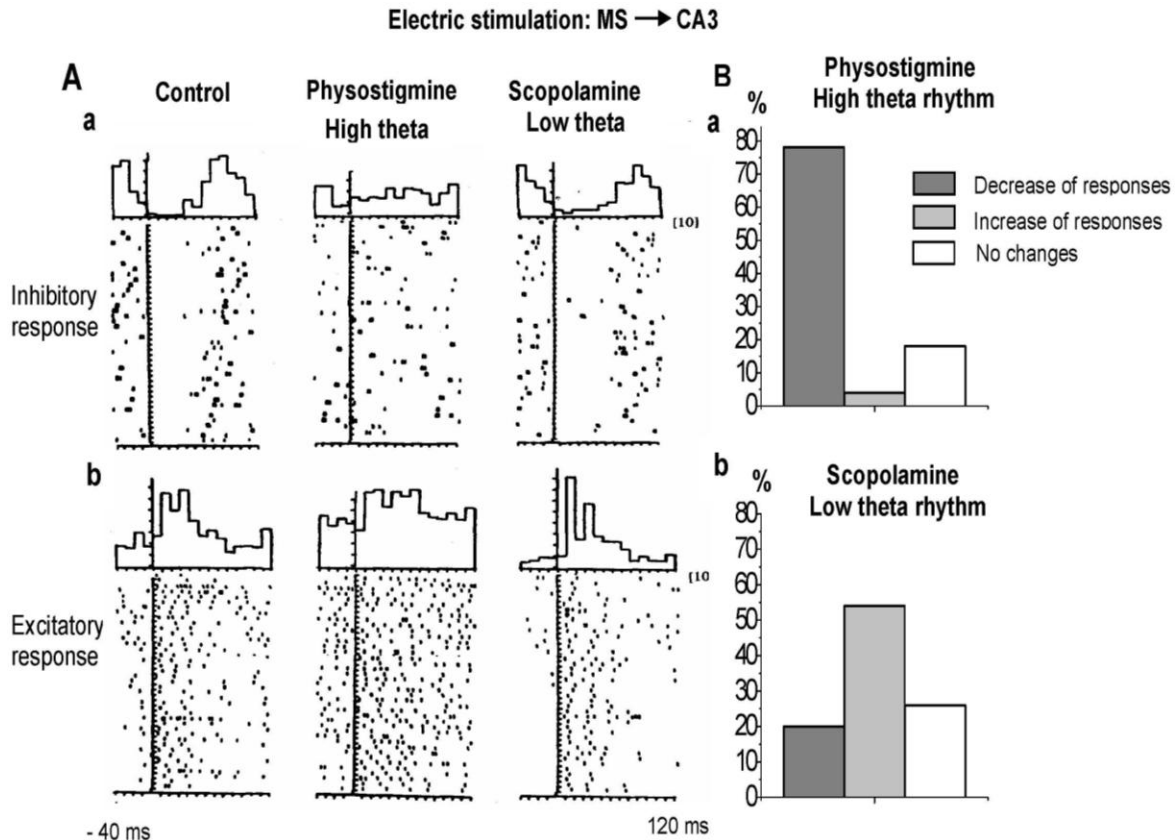 Electric stimulation: MS → CA3
A
Control
Physostigmine
High theta
Scopolamine
Low theta
a
[10]
Inhibitory
response
b
[10
Excitatory
response
- 40 ms
120 ms
B
Physostigmine
High theta rhythm
%
a
80
70
60
50
40
30
20
10
0
Decrease of responses
Increase of responses
No changes
b
Scopolamine
Low theta rhythm
%
80
70
60
50
40
30
20
10
0